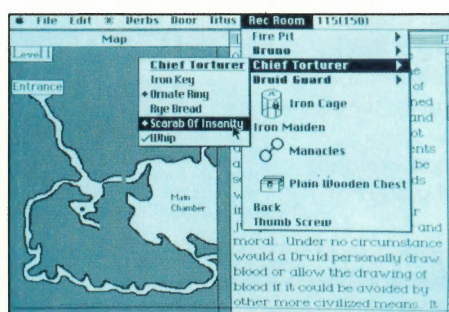 File Edit ⌘ Verbs Door Titus Rec Room 115(150)
Map
Level 1
Entrance
Main
Chamber
Chief Torturer
Iron Key
◆Ornate Ring
Rye Bread
◆Scarab Of Insanity
✓Whip
Fire Pit
Bruno
Chief Torturer
Druid Guard
Iron Cage
Iron Maiden
Manacles
Plain Wooden Chest
Rack
Thumb Screw
moral. Under no circumstance
would a Druid personally draw
blood or allow the drawing of
blood if it could be avoided by
other more civilized means. It